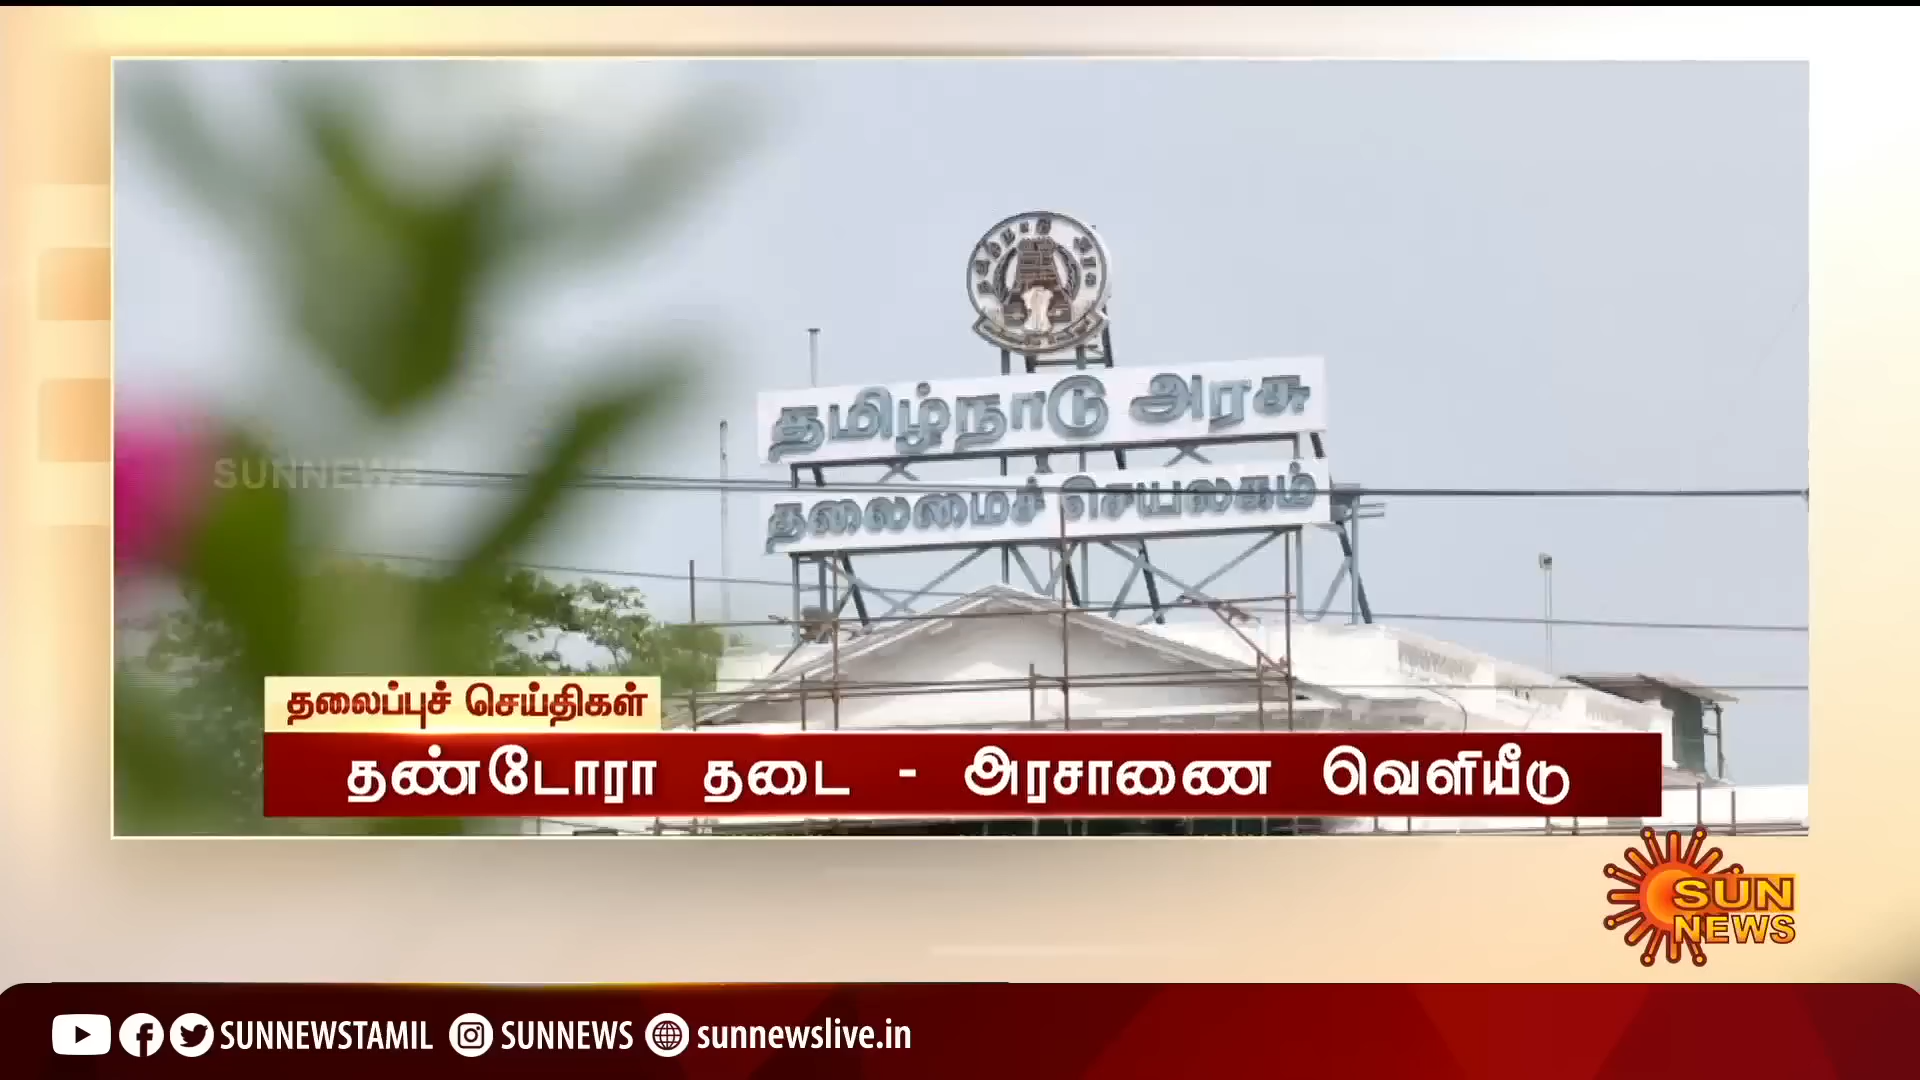 தமிழ்நாடு அரசு
தலைமைச் செயலகம்
SUNNEWS
தலைப்புச் செய்திகள்
தண்டோரா தடை - அரசாணை வெளியீடு
SUN
NEWS
SUNNEWSTAMIL SUNNEWS sunnewslive.in